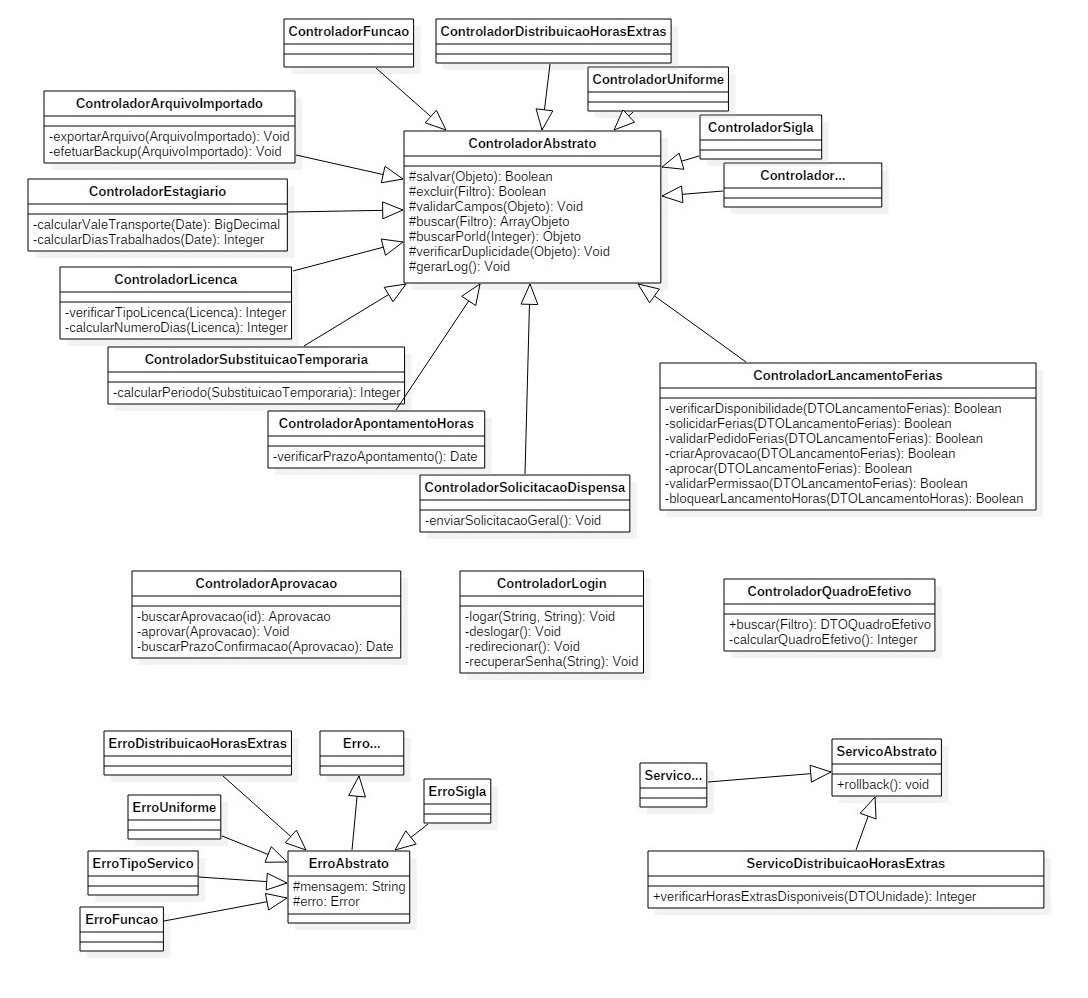 ControladorFuncao
ControladorDistribuicaoHorasExtras
ControladorUniforme
ControladorArquivoImportado
-exportarArquivo(ArquivoImportado): Void
-efetuarBackup(ArquivoImportado): Void
ControladorSigla
ControladorAbstrato
#salvar(Objeto): Boolean
#excluir(Filtro): Boolean
#validarCampos(Objeto): Void
#buscar(Filtro): ArrayObjeto
#buscarPorId(Integer): Objeto
#verificarDuplicidade(Objeto): Void
#gerarLog(): Void
Controlador...
ControladorEstagiario
-calcularValeTransporte(Date): BigDecimal
-calcularDiasTrabalhados(Date): Integer
ControladorLicenca
-verificarTipoLicenca(Licenca): Integer
-calcularNumeroDias(Licenca): Integer
ControladorSubstituicaoTemporaria
-calcularPeriodo(SubstituicaoTemporaria): Integer
ControladorApontamentoHoras
-verificarPrazoApontamento(): Date
ControladorSolicitacaoDispensa
-enviarSolicitacaoGeral(): Void
ControladorLancamentoFerias
-verificarDisponibilidade(DTOLancamentoFerias): Boolean
-solicidarFerias(DTOLancamentoFerias): Boolean
-validarPedidoFerias(DTOLancamentoFerias): Boolean
-criarAprovacao(DTOLancamentoFerias): Boolean
-aprocar(DTOLancamentoFerias): Boolean
-validarPermissao(DTOLancamentoFerias): Boolean
-bloquearLancamentoHoras(DTOLancamentoHoras): Boolean
ControladorAprovacao
-buscarAprovacao(id): Aprovacao
-aprovar(Aprovacao): Void
-buscarPrazoConfirmacao(Aprovacao): Date
ControladorLogin
-logar(String, String): Void
-deslogar(): Void
-redirecionar(): Void
-recuperarSenha(String): Void
ControladorQuadroEfetivo
+buscar(Filtro): DTOQuadroEfetivo
-calcularQuadroEfetivo(): Integer
ErroDistribuicaoHorasExtras
Erro...
ErroUniforme
ErroSigla
ErroTipoServico
ErroAbstrato
#mensagem: String
#erro: Error
ErroFuncao
Servico...
ServicoAbstrato
+rollback(): void
ServicoDistribuicaoHorasExtras
+verificarHorasExtrasDisponiveis(DTOUnidade): Integer